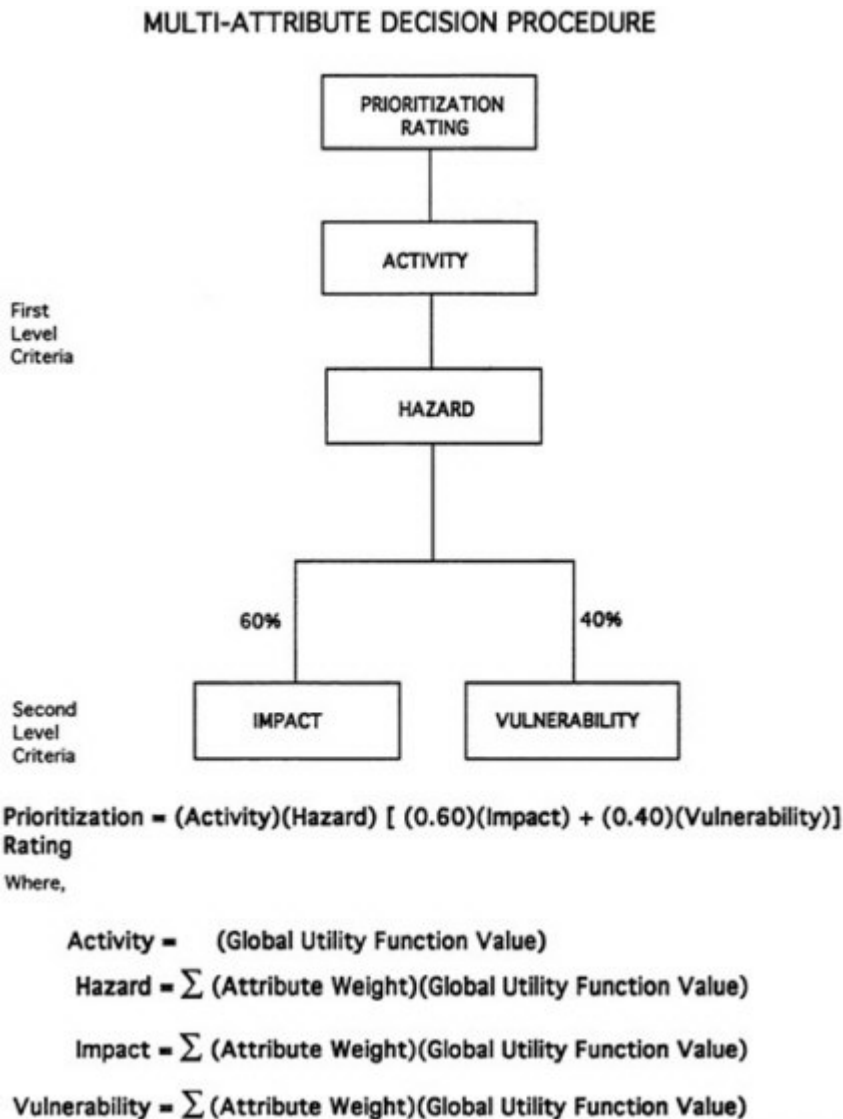 MULTI-ATTRIBUTE DECISION PROCEDURE
PRIORITIZATION
RATING
ACTIVITY
First
Level
Criteria
HAZARD
60%
40%
Second
Level
Criteria
IMPACT
VULNERABILITY
Prioritization = (Activity)(Hazard) [ (0.60)(Impact) + (0.40)(Vulnerability)]
Rating
Where,
Activity = (Global Utility Function Value)
Hazard = ∑ (Attribute Weight)(Global Utility Function Value)
Impact = ∑ (Attribute Weight)(Global Utility Function Value)
Vulnerability = ∑ (Attribute Weight)(Global Utility Function Value)